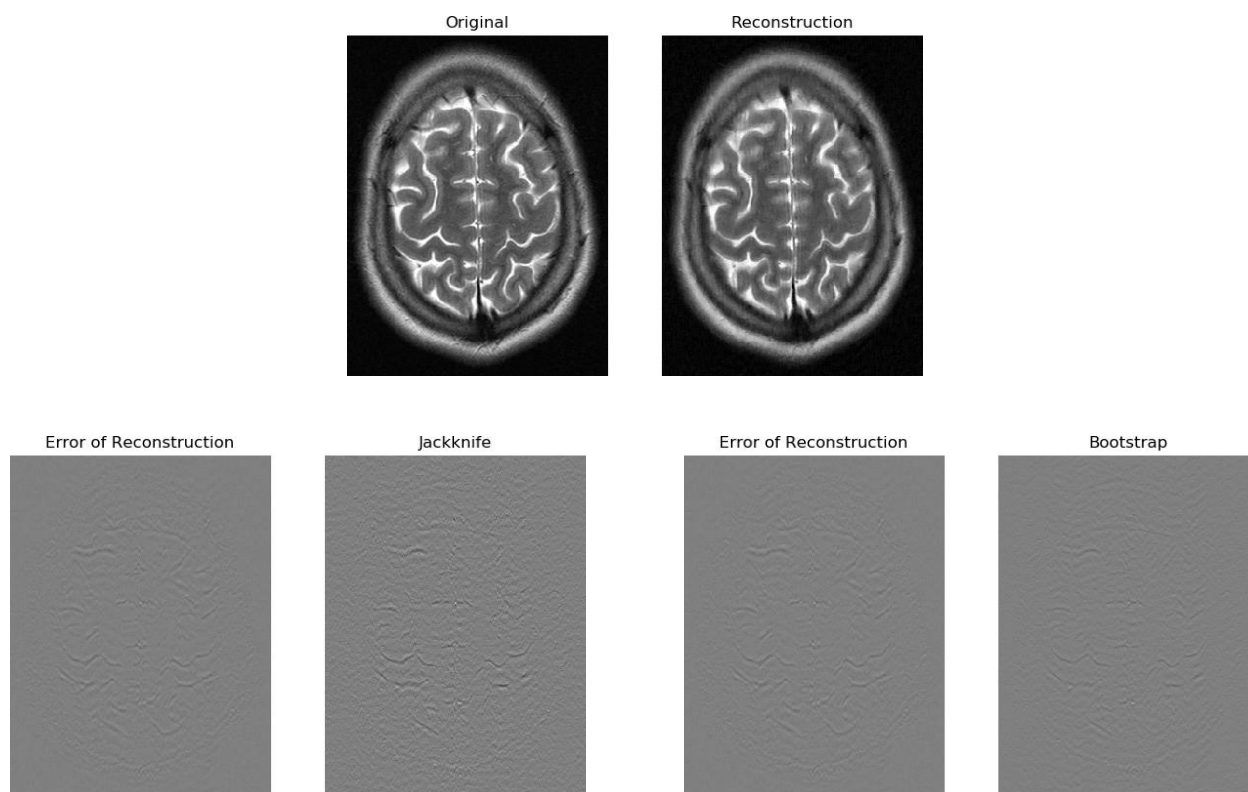 Original
Reconstruction
Error of Reconstruction
Jackknife
Error of Reconstruction
Bootstrap